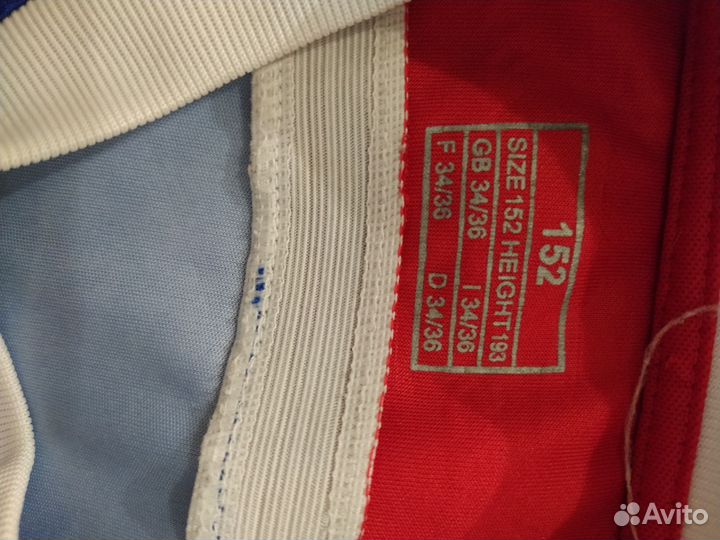 152
SIZE 152 HEIGHT 193
GB 34/36 I 34/36
F 34/36 D 34/36
Avito